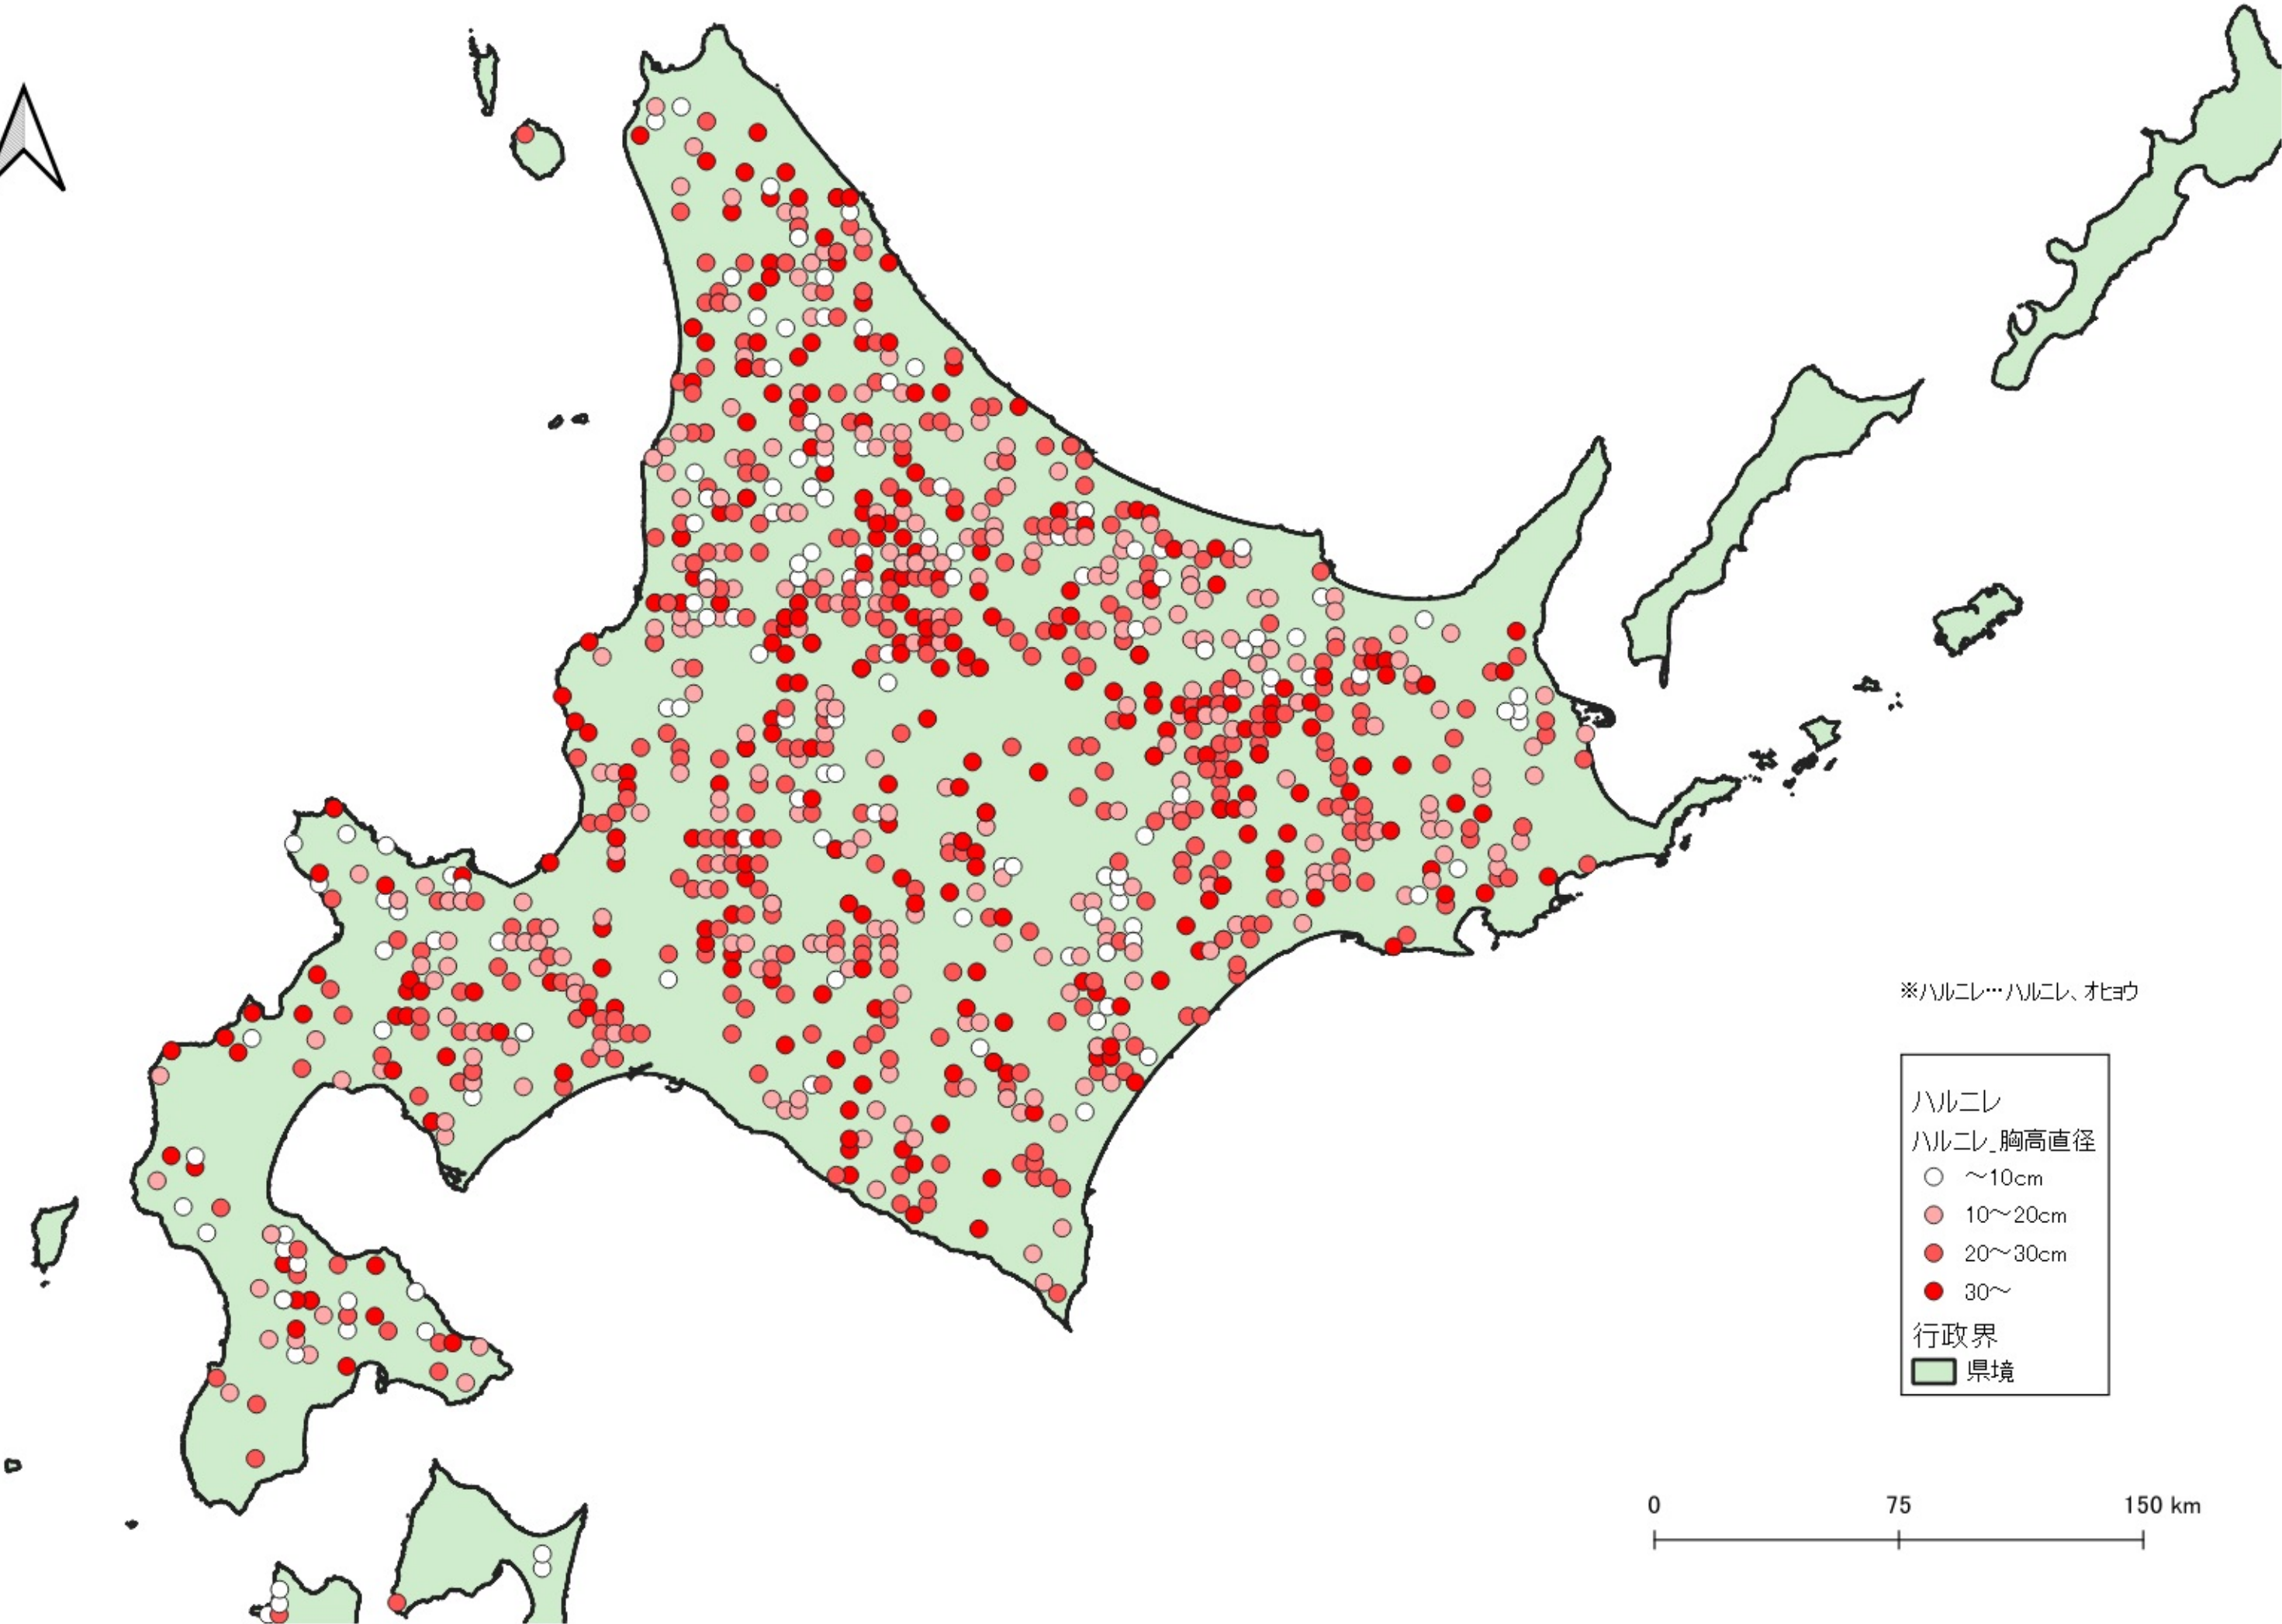 ※ハルニレ…ハルニレ、オヒョウ
ハルニレ
ハルニレ_胸高直径
～10cm
10～20cm
20～30cm
30～
行政界
県境
0 75 150 km